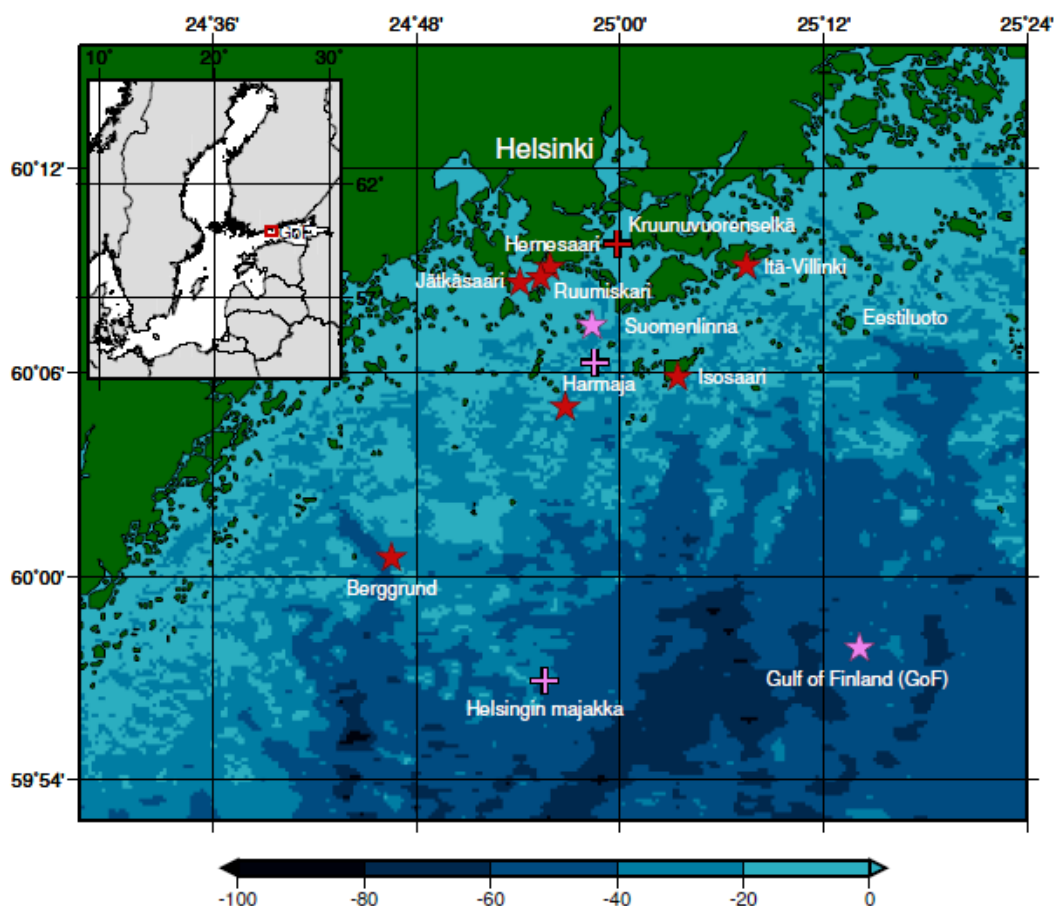 24°36' 24°48' 25°00' 25°12' 25°24'
10° 20° 30°
Helsinki
60°12'
62°
Kruunuvuorenselkä
Hernesaari
Itä-Villinki
Jätkäsaari
Ruumiskari
Eestiluoto
Suomenlinna
60°06'
Isosaari
Harmaja
60°00'
Berggrund
Gulf of Finland (GoF)
Helsingin majakka
59°54'
-100 -80 -60 -40 -20 0